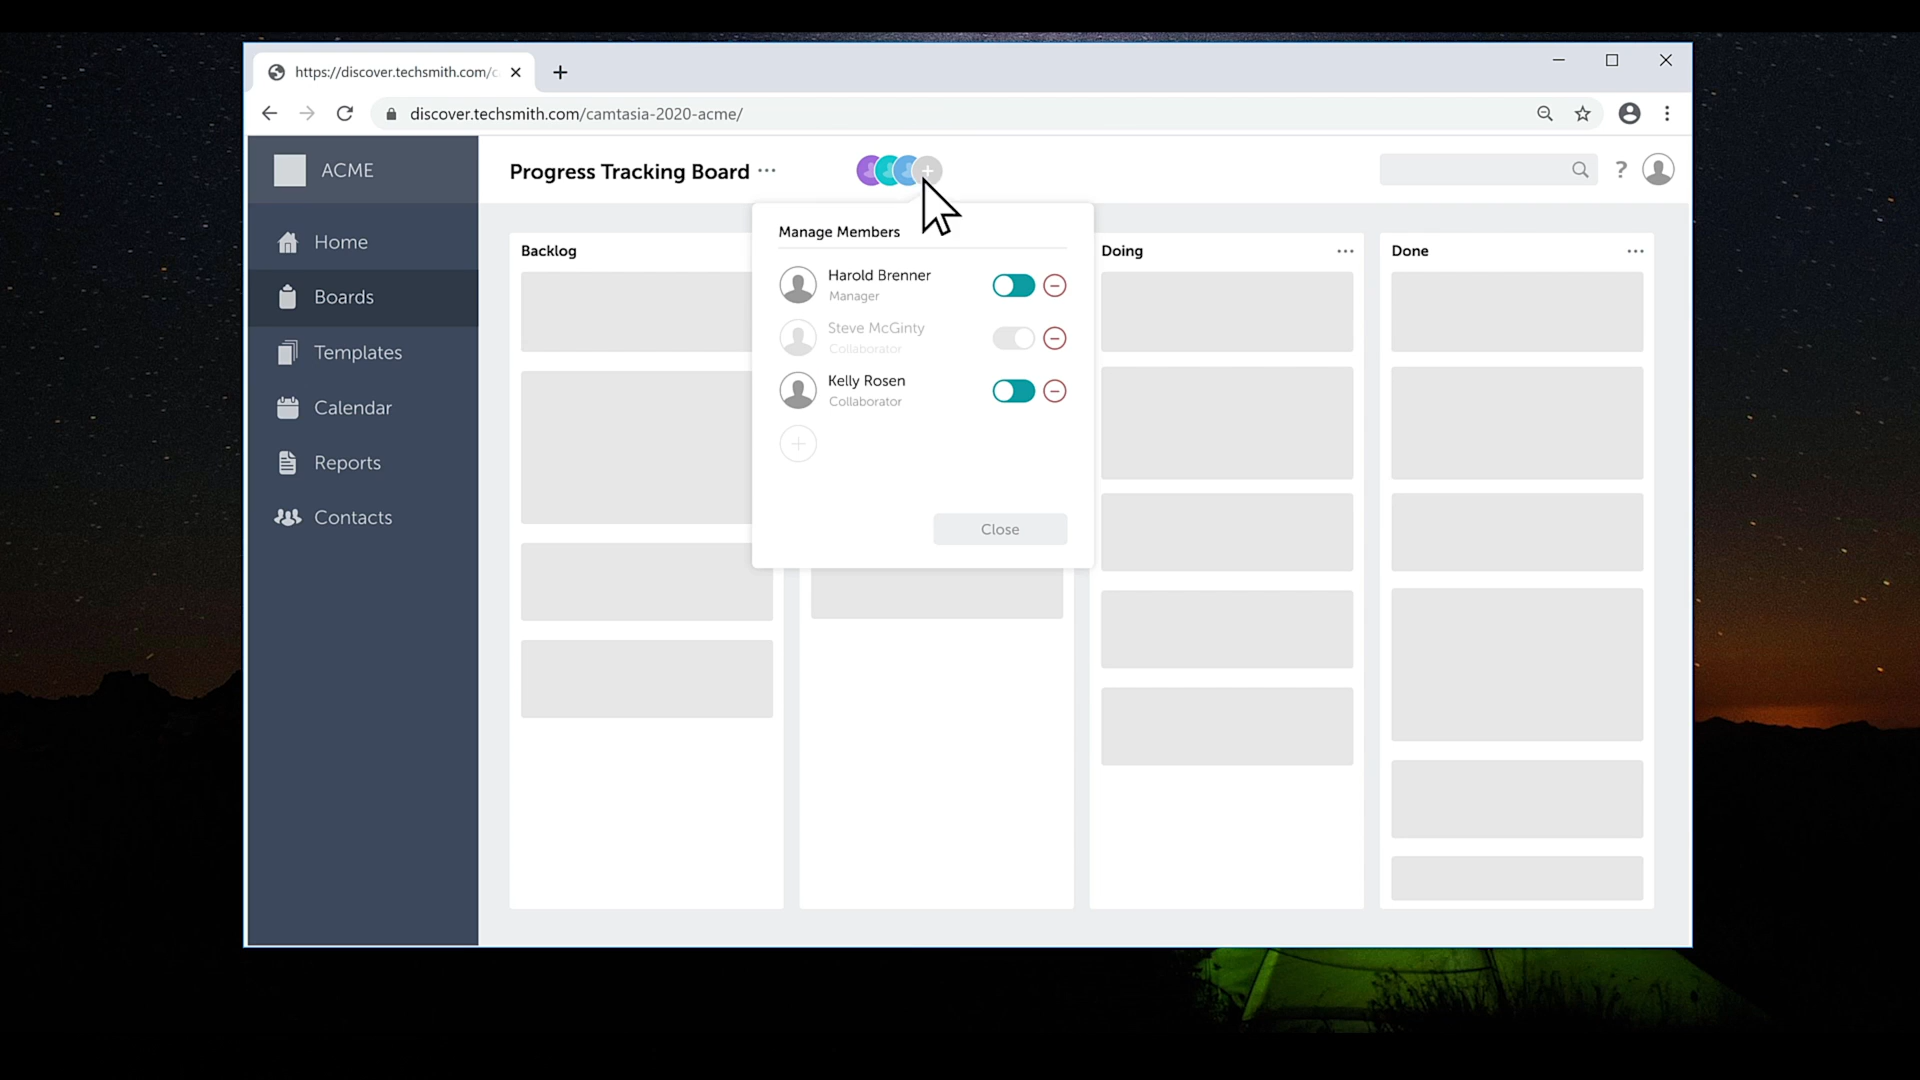 https://discover.techsmith.com/c
discover.techsmith.com/camtasia-2020-acme/
ACME
Progress Tracking Board
?
Home
Boards
Templates
Calendar
Reports
Contacts
Manage Members
Harold Brenner
Manager
Steve McGinty
Collaborator
Kelly Rosen
Collaborator
Close
Backlog
Doing
Done